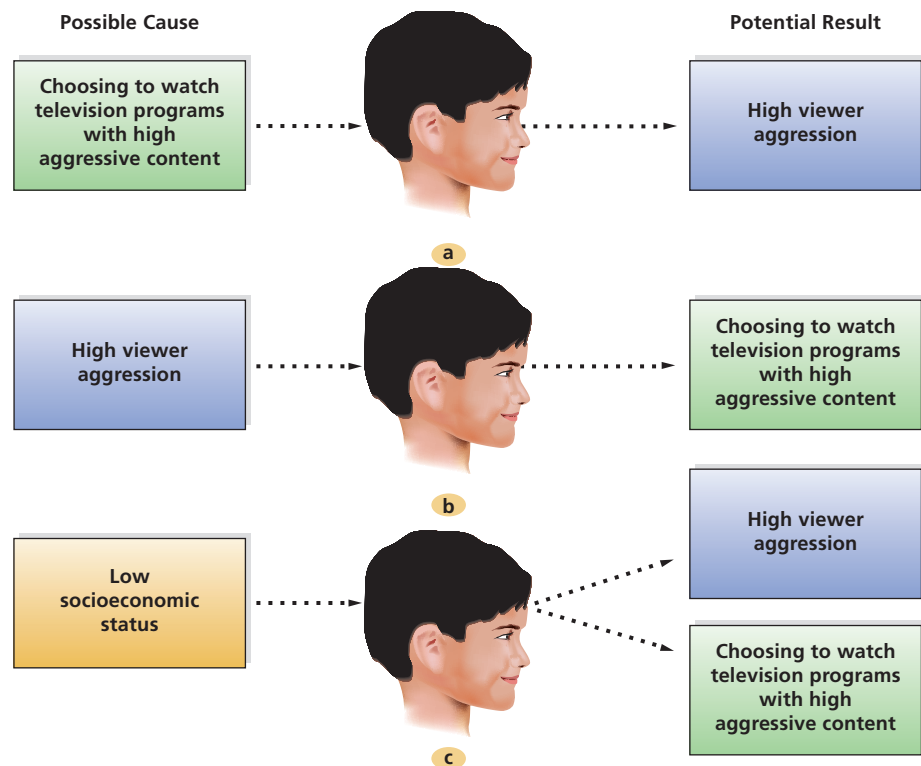 Possible Cause
Potential Result
Choosing to watch
television programs
with high
aggressive content
High viewer
aggression
a
High viewer
aggression
Choosing to watch
television programs
with high
aggressive content
b
Low
socioeconomic
status
High viewer
aggression
Choosing to watch
television programs
with high
aggressive content
c